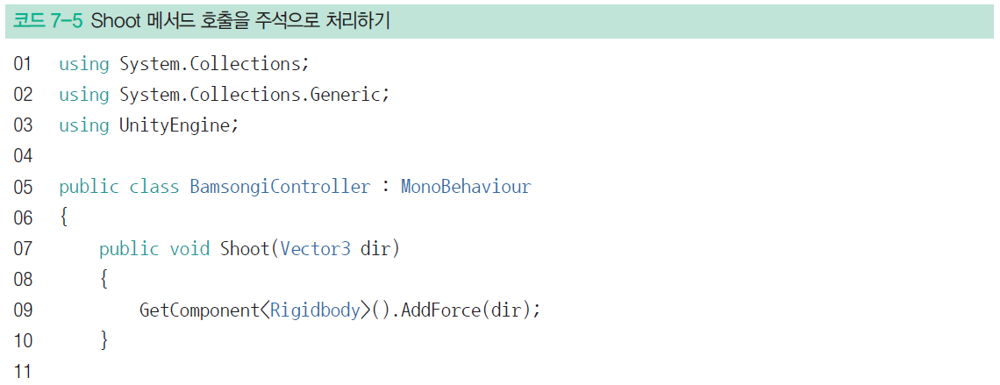 코드 7-5 Shoot 메서드 호출을 주석으로 처리하기
01 using System.Collections;
02 using System.Collections.Generic;
03 using UnityEngine;
04
05 public class BamsongiController : MonoBehaviour
06 {
07     public void Shoot(Vector3 dir)
08     {
09         GetComponent<Rigidbody>().AddForce(dir);
10     }
11